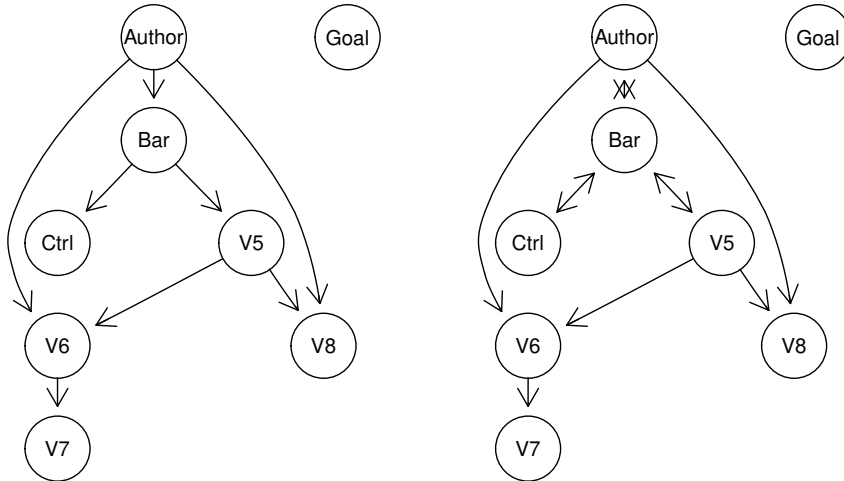 Author Goal
Bar
Ctrl V5
V6 V8
V7
Author Goal
Bar
Ctrl V5
V6 V8
V7